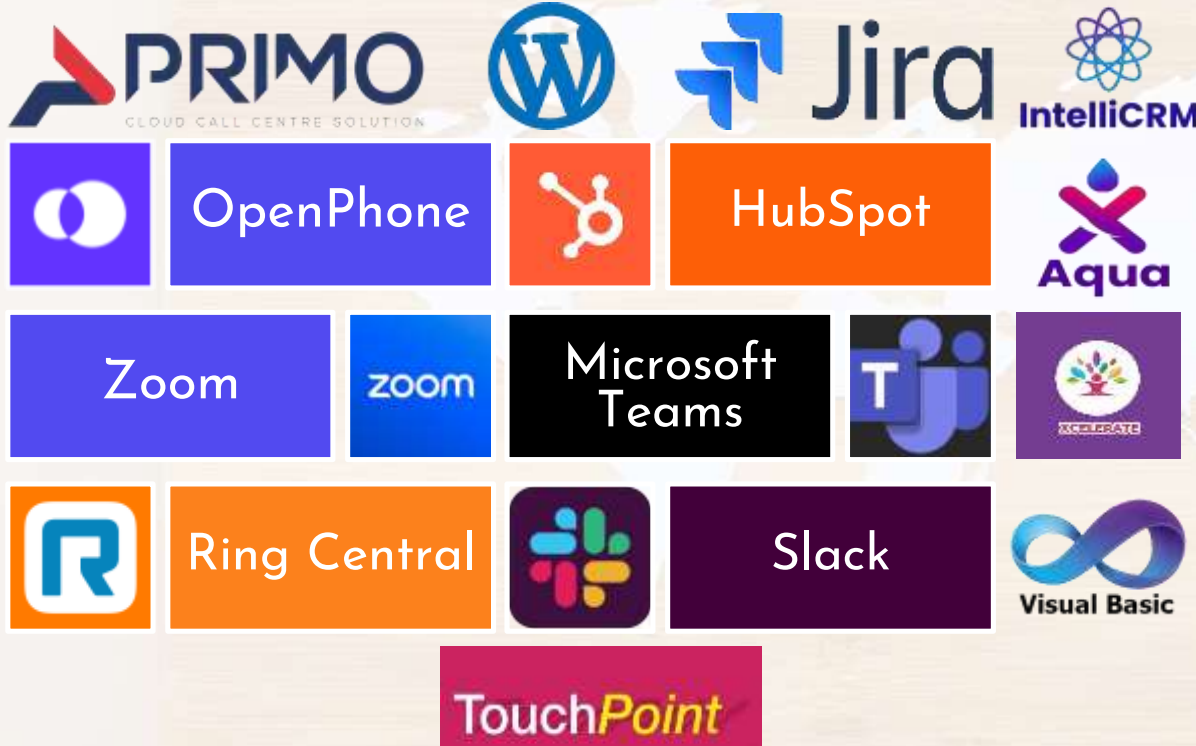 PRIMO
CLOUD CALL CENTRE SOLUTION
W
Jira
IntelliCRM
OpenPhone
HubSpot
Aqua
Zoom
zoom
Microsoft
Teams
T
XCELERATE
R
Ring Central
Slack
Visual Basic
TouchPoint